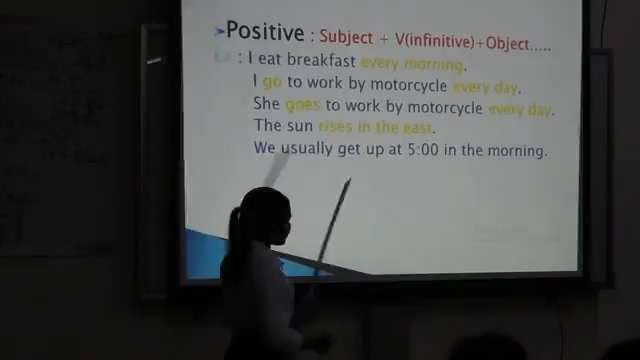 Positive : Subject + V(infinitive)+Object.....
Ex : I eat breakfast every morning.
I go to work by motorcycle every day.
She goes to work by motorcycle every day.
The sun rises in the east.
We usually get up at 5:00 in the morning.